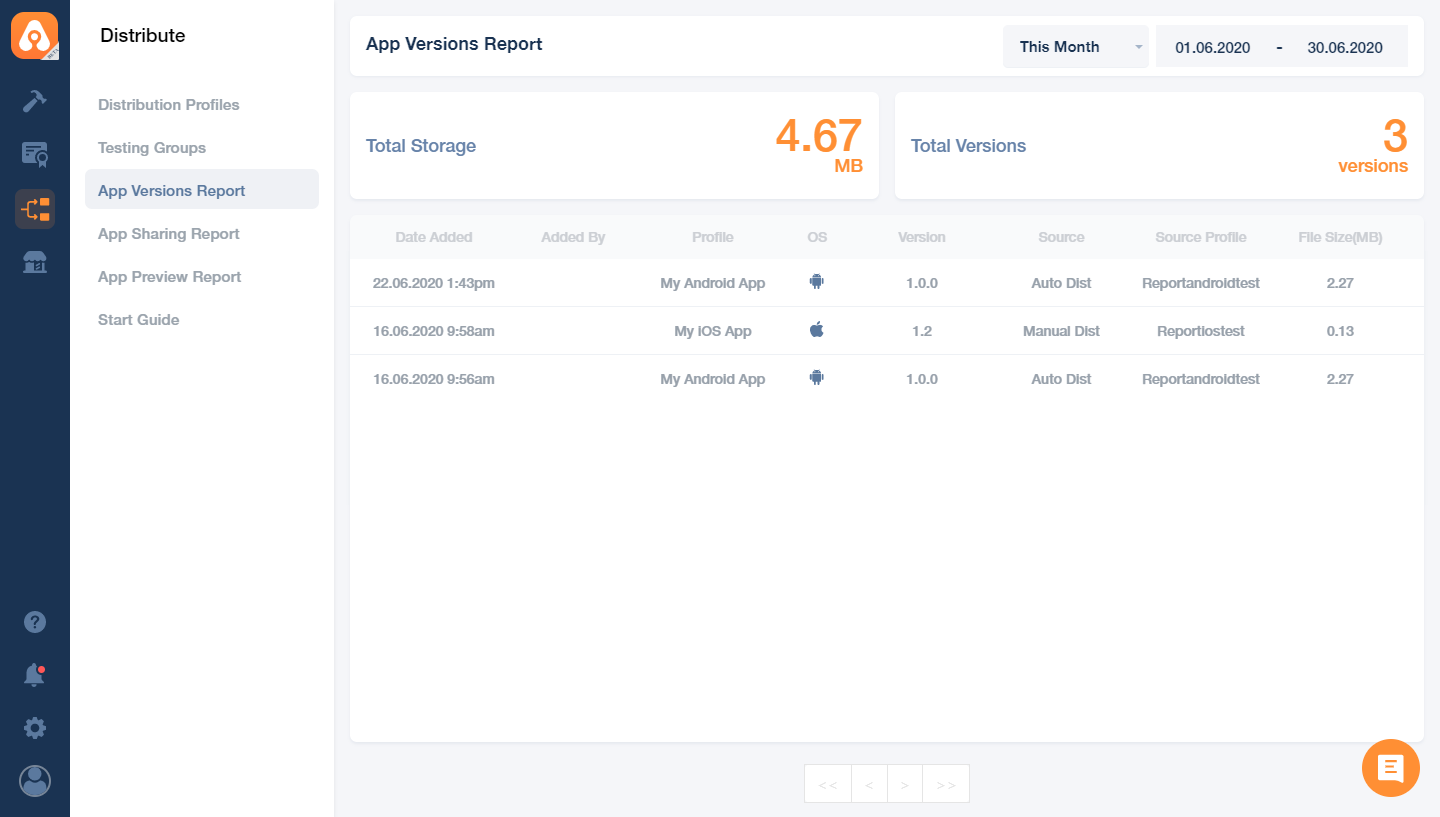 BETA
Distribute
Distribution Profiles
Testing Groups
App Versions Report
App Sharing Report
App Preview Report
Start Guide
App Versions Report
This Month
01.06.2020 - 30.06.2020
Total Storage
4.67
MB
Total Versions
3
versions
Date Added Added By Profile OS Version Source Source Profile File Size(MB)
22.06.2020 1:43pm My Android App 1.0.0 Auto Dist Reportandroidtest 2.27
16.06.2020 9:58am My iOS App 1.2 Manual Dist Reportiostest 0.13
16.06.2020 9:56am My Android App 1.0.0 Auto Dist Reportandroidtest 2.27
<< < > >>